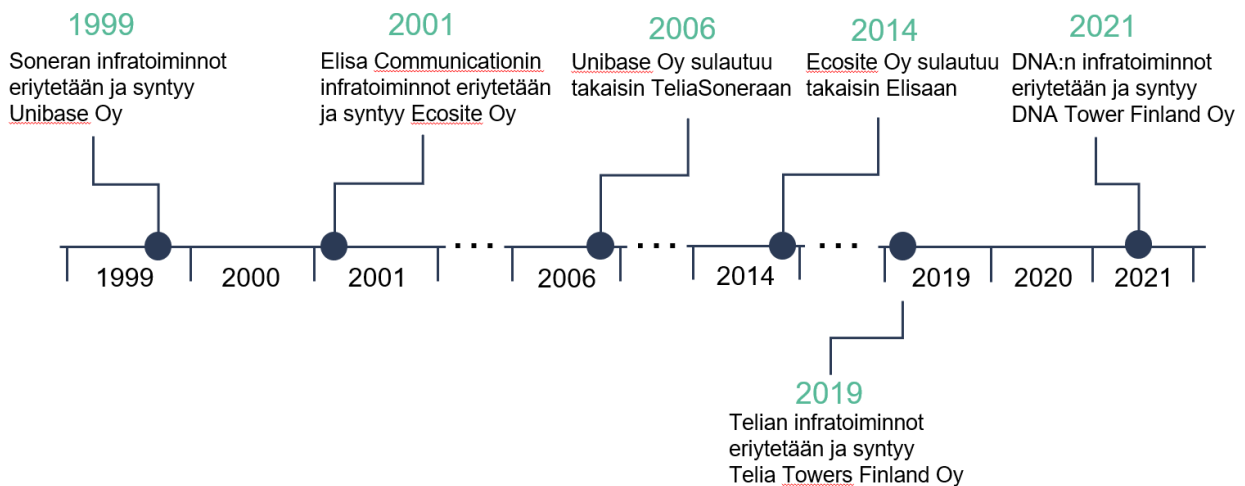 1999
Soneran infratoiminnot
eriytetään ja syntyy
Unibase Oy
2001
Elisa Communicationin
infratoiminnot eriytetään
ja syntyy Ecosite Oy
2006
Unibase Oy sulautuu
takaisin TeliaSoneraan
2014
Ecosite Oy sulautuu
takaisin Elisaan
2021
DNA:n infratoiminnot
eriytetään ja syntyy
DNA Tower Finland Oy
1999 2000 2001 ... 2006 ... 2014 ... 2019 2020 2021
2019
Telian infratoiminnot
eriytetään ja syntyy
Telia Towers Finland Oy